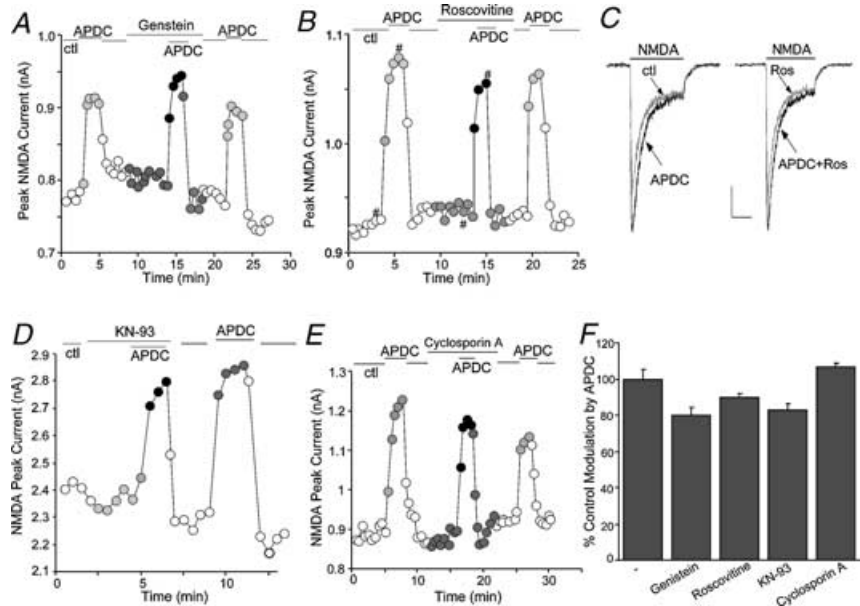 A
APDC
Genstein
APDC
ctl
APDC
Peak NMDA Current (nA)
1.0
0.9
0.8
0.7
0 5 10 15 20 25 30
Time (min)
B
APDC
Roscovitine
APDC
ctl
APDC
#
#
#
#
Peak NMDA Current (nA)
1.1
1.0
0.9
0 5 10 15 20 25
Time (min)
C
NMDA
ctl
APDC
NMDA
Ros
APDC+Ros
D
KN-93
ctl
APDC
APDC
NMDA Peak Current (nA)
2.9
2.8
2.7
2.6
2.5
2.4
2.3
2.2
2.1
0 5 10
Time (min)
E
APDC
Cyclosporin A
APDC
ctl
APDC
NMDA Peak Current (nA)
1.3
1.2
1.1
1
0.9
0.8
0 10 20 30
Time (min)
F
% Control Modulation by APDC
120
100
80
60
40
20
0
-
Genistein
Roscovitine
KN-93
Cyclosporin A